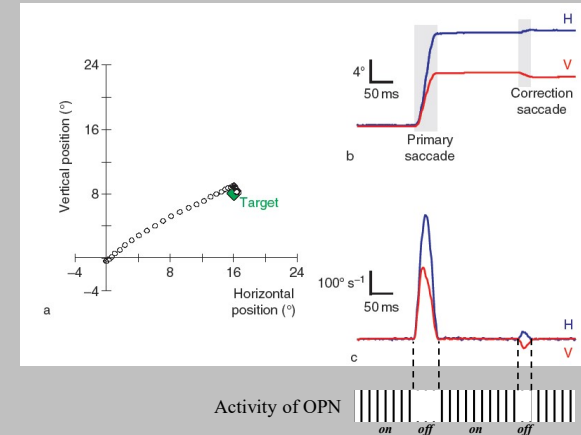 24
16
8
−4
−4
8
16
24
Vertical position (°)
Horizontal
position (°)
Target
a
H
V
4°
50 ms
Primary
saccade
Correction
saccade
b
100° s⁻¹
50 ms
H
V
c
Activity of OPN
on off on off